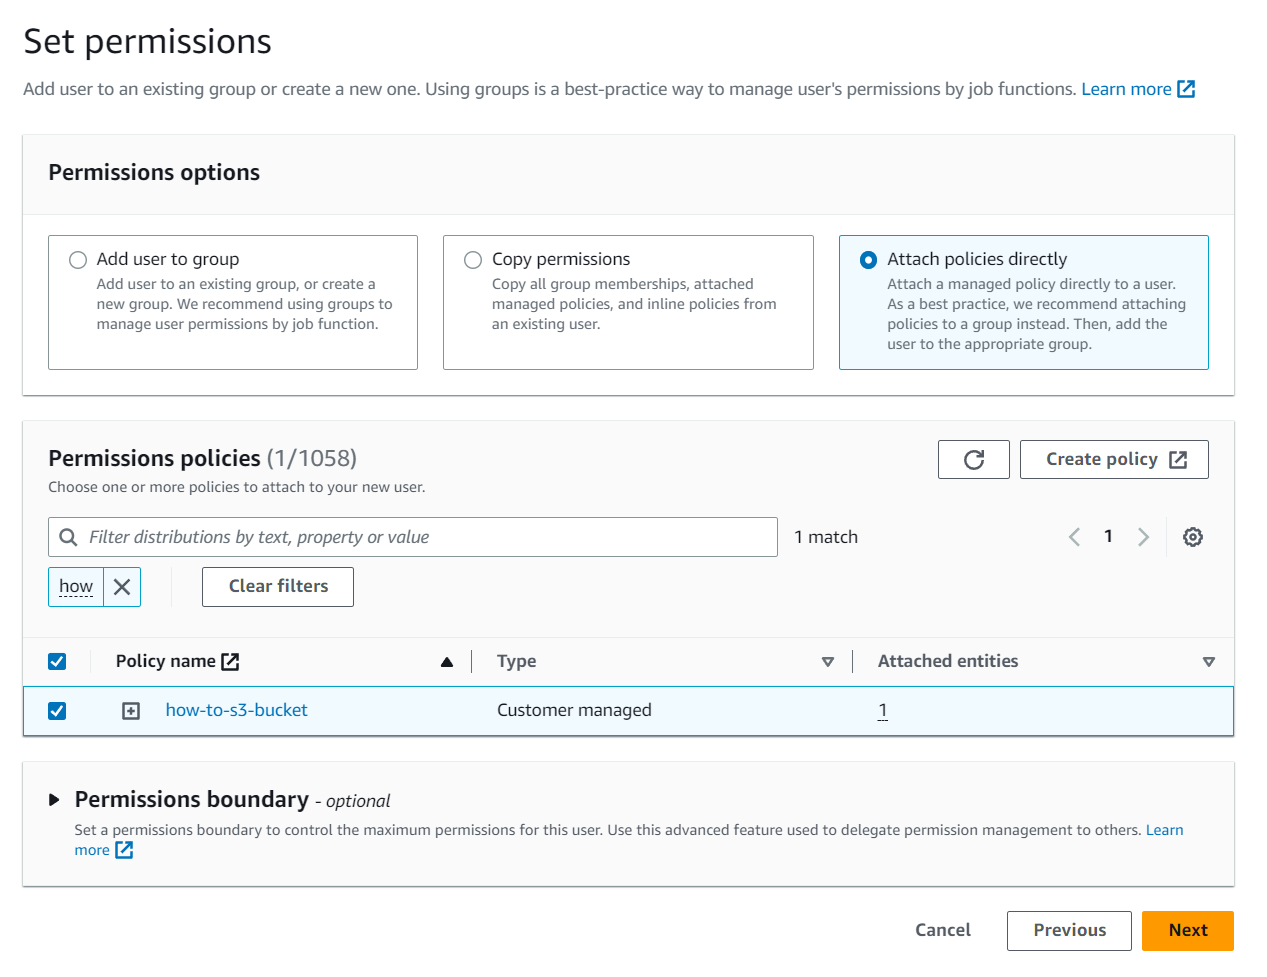 Set permissions
Add user to an existing group or create a new one. Using groups is a best-practice way to manage user's permissions by job functions. Learn more
Permissions options
Add user to group
Add user to an existing group, or create a
new group. We recommend using groups to
manage user permissions by job function.
Copy permissions
Copy all group memberships, attached
managed policies, and inline policies from
an existing user.
Attach policies directly
Attach a managed policy directly to a user.
As a best practice, we recommend attaching
policies to a group instead. Then, add the
user to the appropriate group.
Permissions policies (1/1058)
Choose one or more policies to attach to your new user.
Create policy
Filter distributions by text, property or value
1 match
1
how
Clear filters
Policy name
Type
Attached entities
how-to-s3-bucket
Customer managed
1
Permissions boundary - optional
Set a permissions boundary to control the maximum permissions for this user. Use this advanced feature used to delegate permission management to others. Learn
more
Cancel
Previous
Next